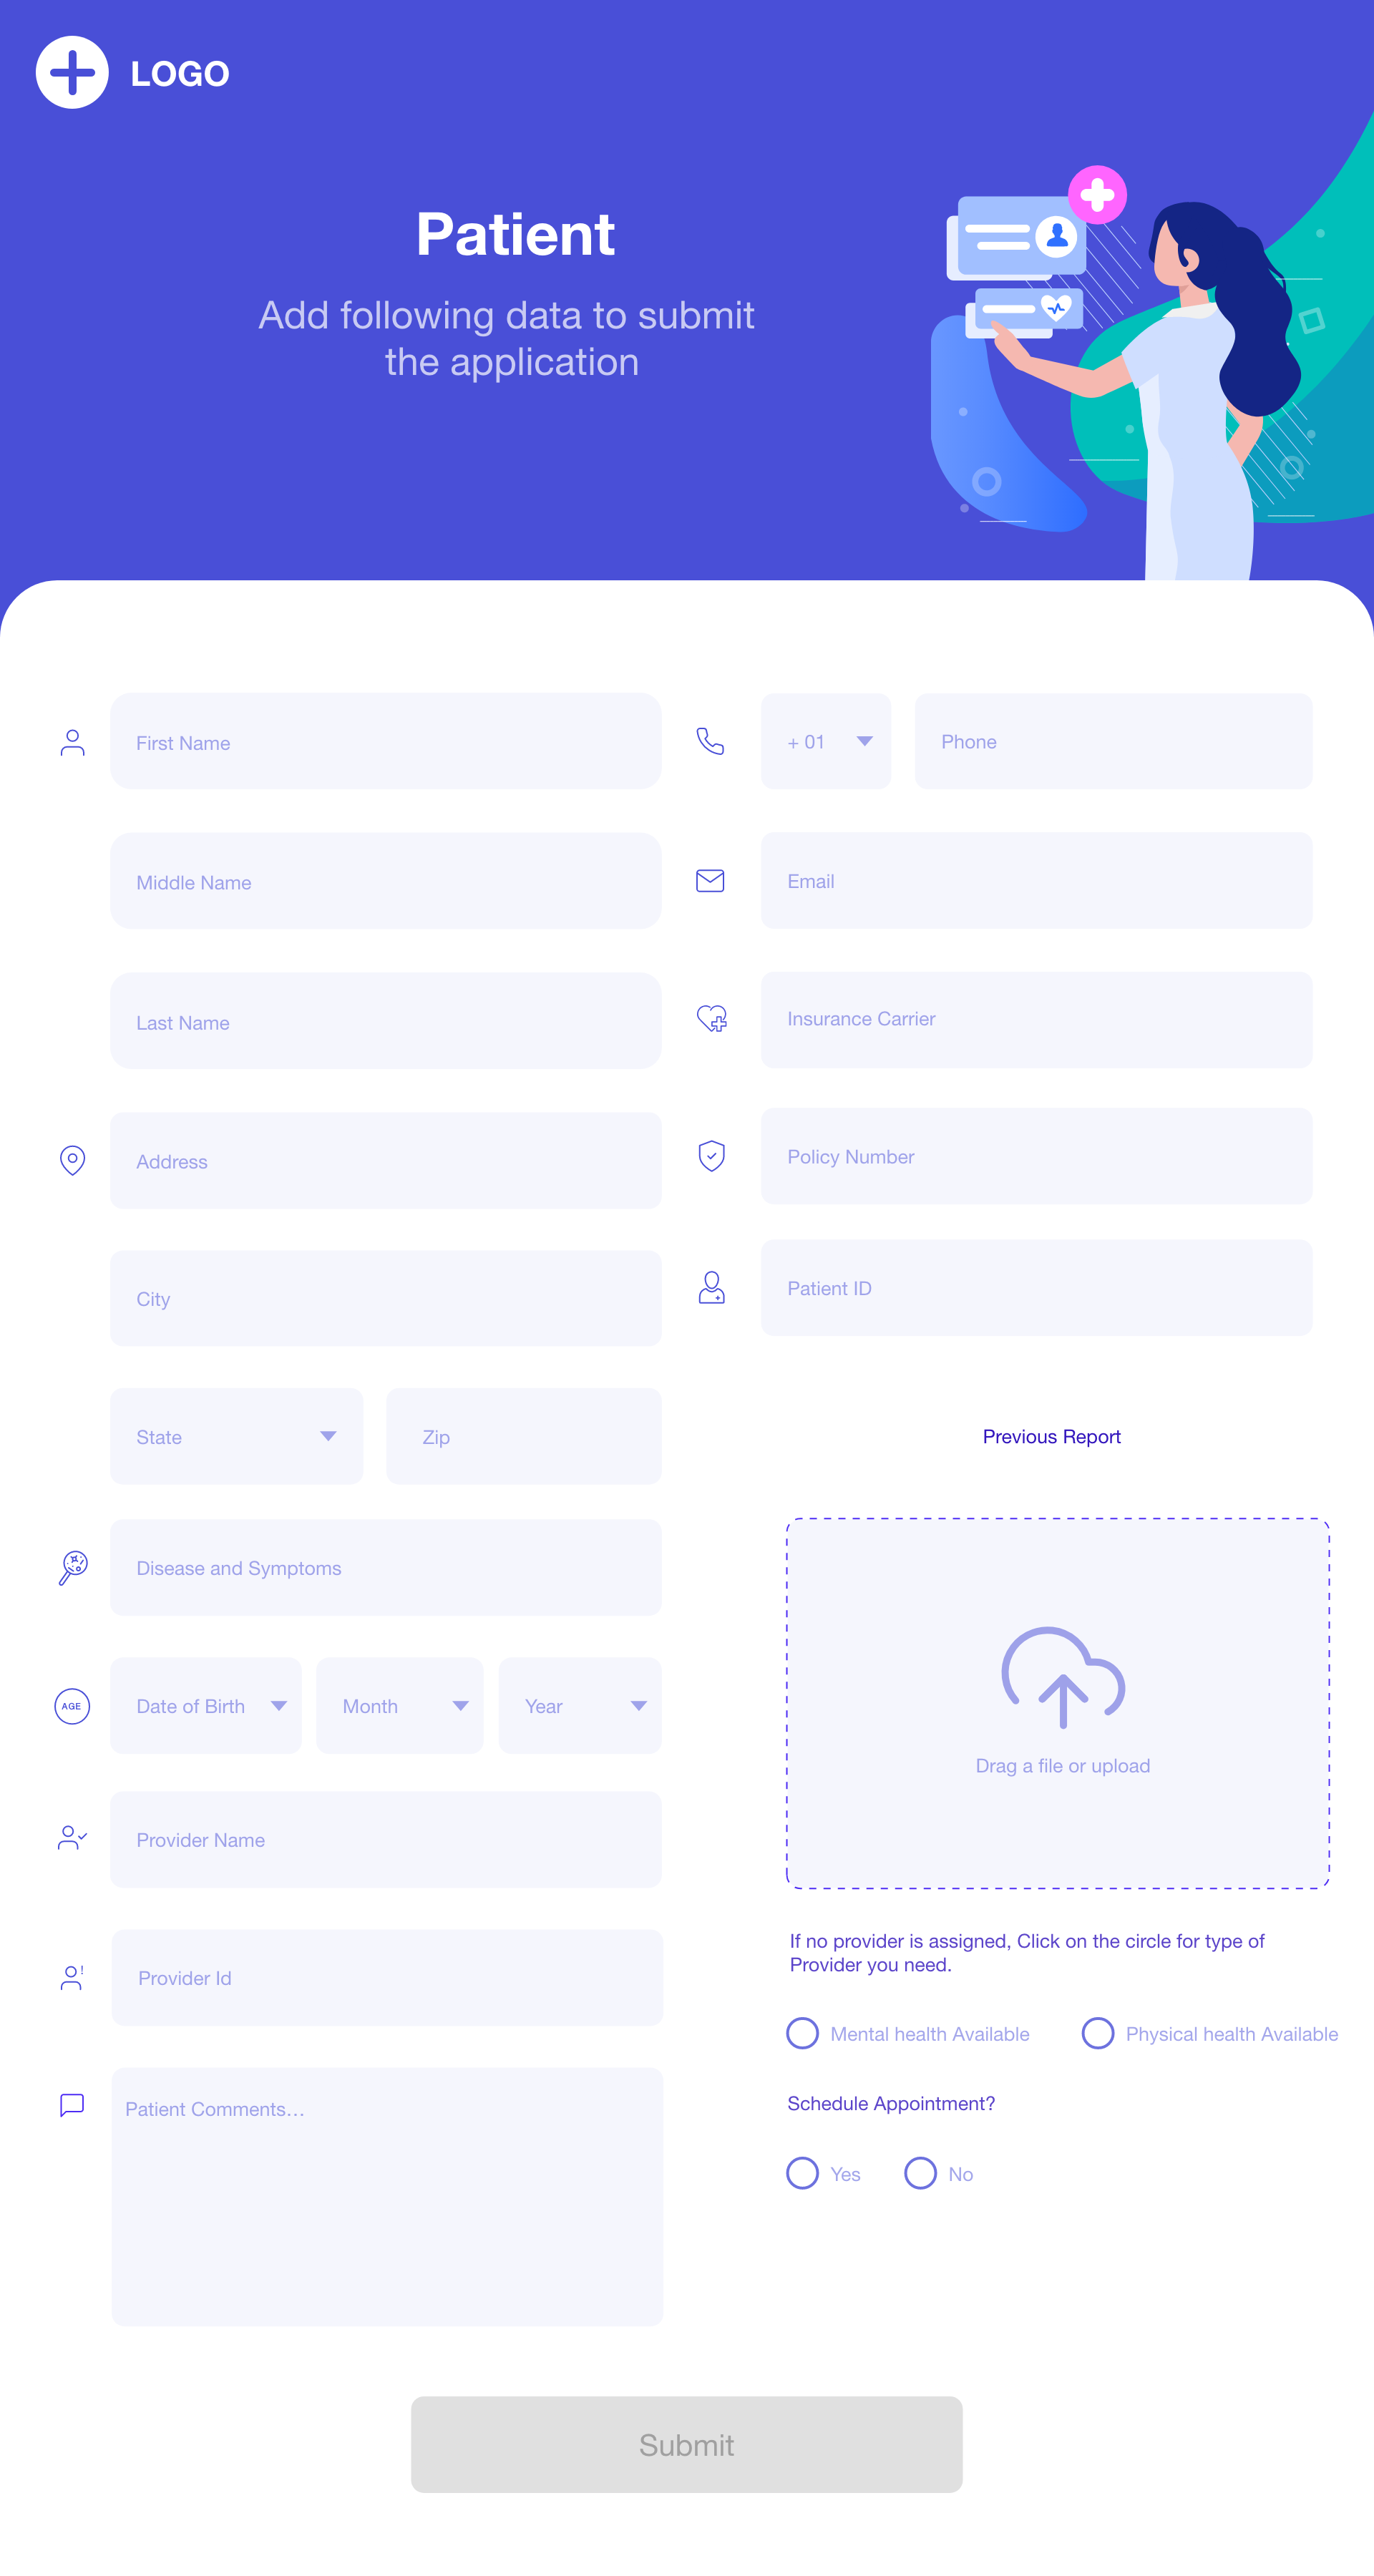 LOGO
Patient
Add following data to submit
the application
First Name
Middle Name
Last Name
Address
City
State
Zip
Disease and Symptoms
AGE
Date of Birth
Month
Year
Provider Name
Provider Id
Patient Comments...
+ 01
Phone
Email
Insurance Carrier
Policy Number
Patient ID
Previous Report
Drag a file or upload
If no provider is assigned, Click on the circle for type of
Provider you need.
Mental health Available
Physical health Available
Schedule Appointment?
Yes
No
Submit